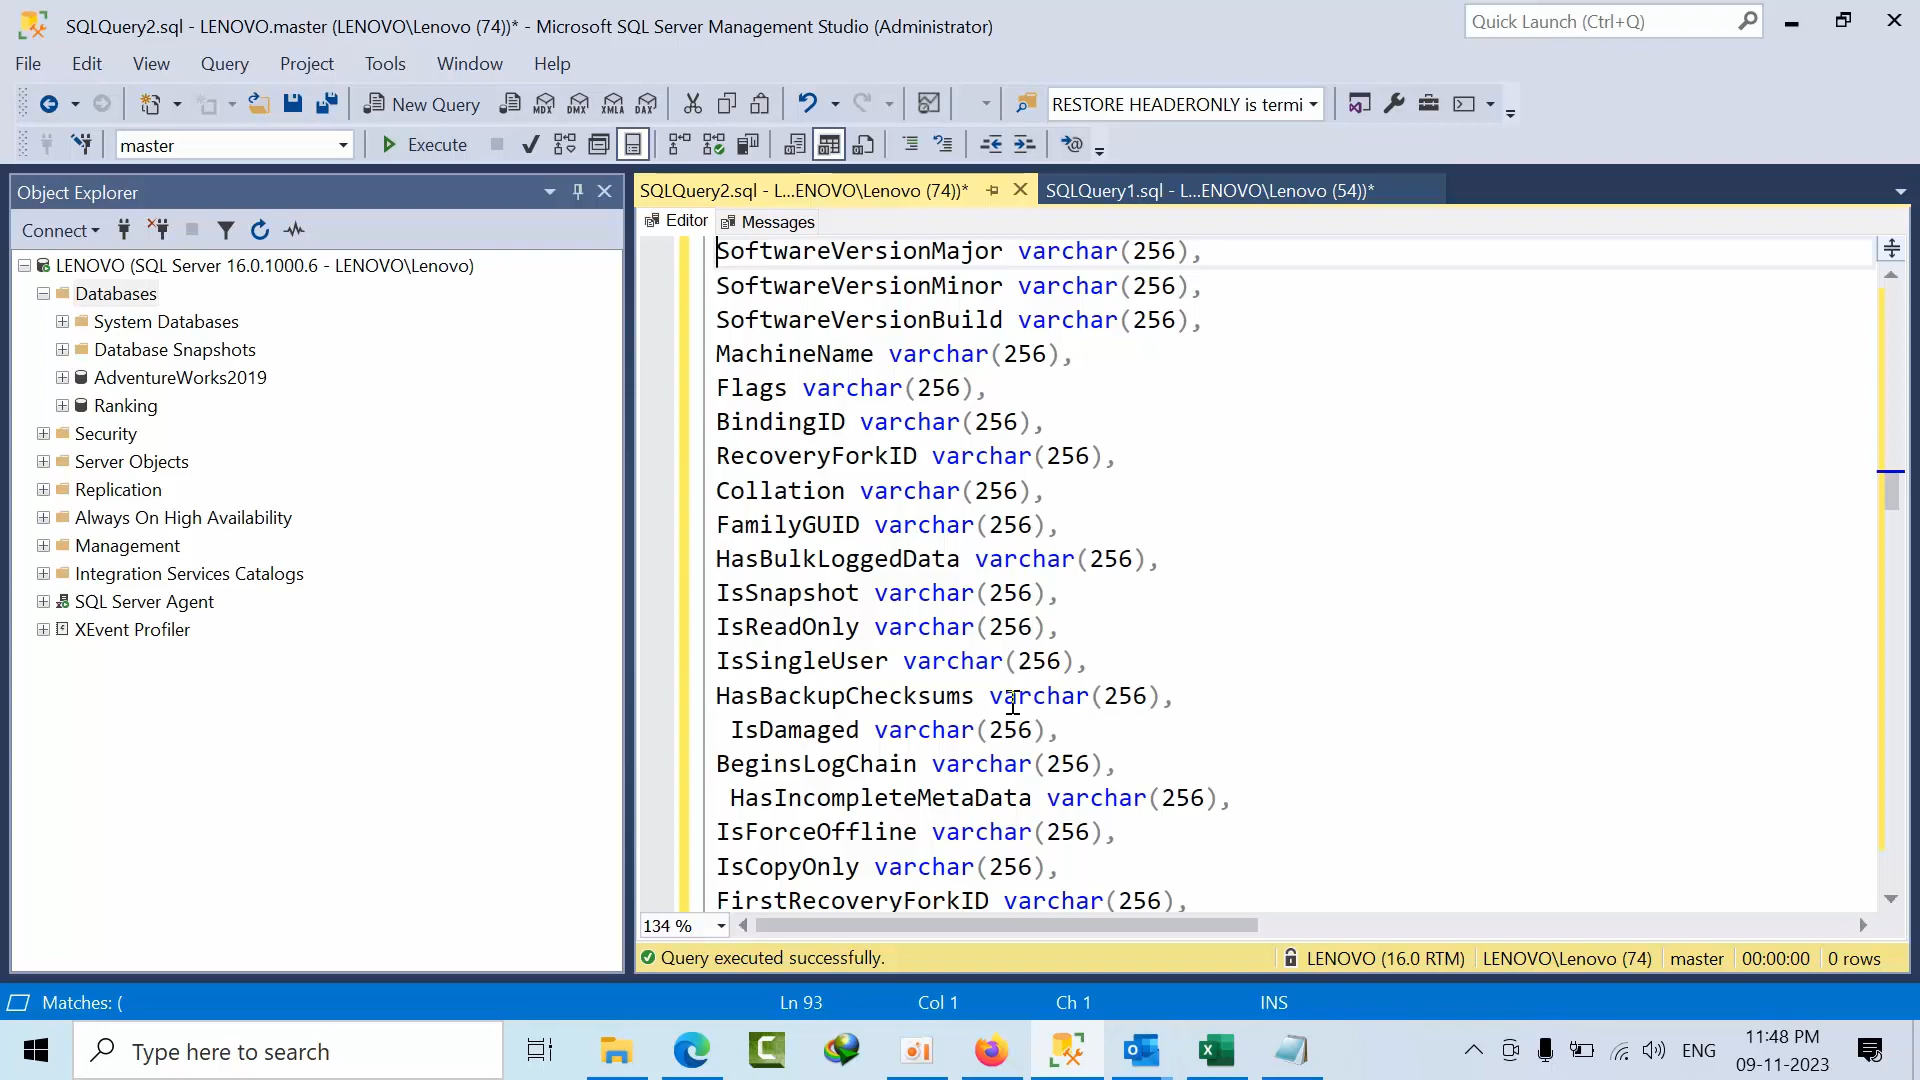 SQLQuery2.sql - LENOVO.master (LENOVO\Lenovo (74))* - Microsoft SQL Server Management Studio (Administrator)
Quick Launch (Ctrl+Q)
File Edit View Query Project Tools Window Help
New Query
MDX DMX XMLA DAX
RESTORE HEADERONLY is termi
master
Execute
Object Explorer
SQLQuery2.sql - L...ENOVO\Lenovo (74))*
SQLQuery1.sql - L...ENOVO\Lenovo (54))*
Connect
Editor
Messages
LENOVO (SQL Server 16.0.1000.6 - LENOVO\Lenovo)
Databases
System Databases
Database Snapshots
AdventureWorks2019
Ranking
Security
Server Objects
Replication
Always On High Availability
Management
Integration Services Catalogs
SQL Server Agent
XEvent Profiler
SoftwareVersionMajor varchar(256),
SoftwareVersionMinor varchar(256),
SoftwareVersionBuild varchar(256),
MachineName varchar(256),
Flags varchar(256),
BindingID varchar(256),
RecoveryForkID varchar(256),
Collation varchar(256),
FamilyGUID varchar(256),
HasBulkLoggedData varchar(256),
IsSnapshot varchar(256),
IsReadOnly varchar(256),
IsSingleUser varchar(256),
HasBackupChecksums varchar(256),
IsDamaged varchar(256),
BeginsLogChain varchar(256),
HasIncompleteMetaData varchar(256),
IsForceOffline varchar(256),
IsCopyOnly varchar(256),
FirstRecoveryForkID varchar(256),
134 %
Query executed successfully.
LENOVO (16.0 RTM)
LENOVO\Lenovo (74)
master
00:00:00
0 rows
Matches: (
Ln 93
Col 1
Ch 1
INS
Type here to search
ENG
11:48 PM
09-11-2023